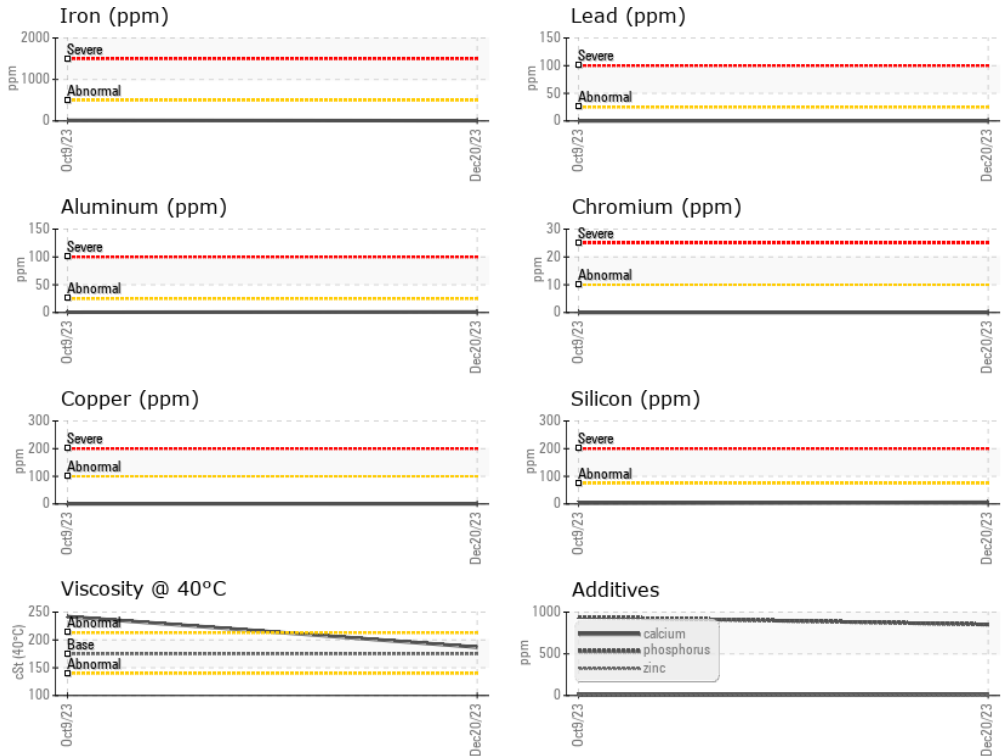 Iron (ppm)
2000
1000
0
ppm
Severe
Abnormal
Oct9/23
Dec20/23
Lead (ppm)
150
100
50
0
ppm
Severe
Abnormal
Oct9/23
Dec20/23
Aluminum (ppm)
150
100
50
0
ppm
Severe
Abnormal
Oct9/23
Dec20/23
Chromium (ppm)
30
20
10
0
ppm
Severe
Abnormal
Oct9/23
Dec20/23
Copper (ppm)
300
200
100
0
ppm
Severe
Abnormal
Oct9/23
Dec20/23
Silicon (ppm)
300
200
100
0
ppm
Severe
Abnormal
Oct9/23
Dec20/23
Viscosity @ 40°C
250
200
150
100
cSt (40°C)
Abnormal
Base
Abnormal
Oct9/23
Dec20/23
Additives
1000
500
0
ppm
calcium
phosphorus
zinc
Oct9/23
Dec20/23